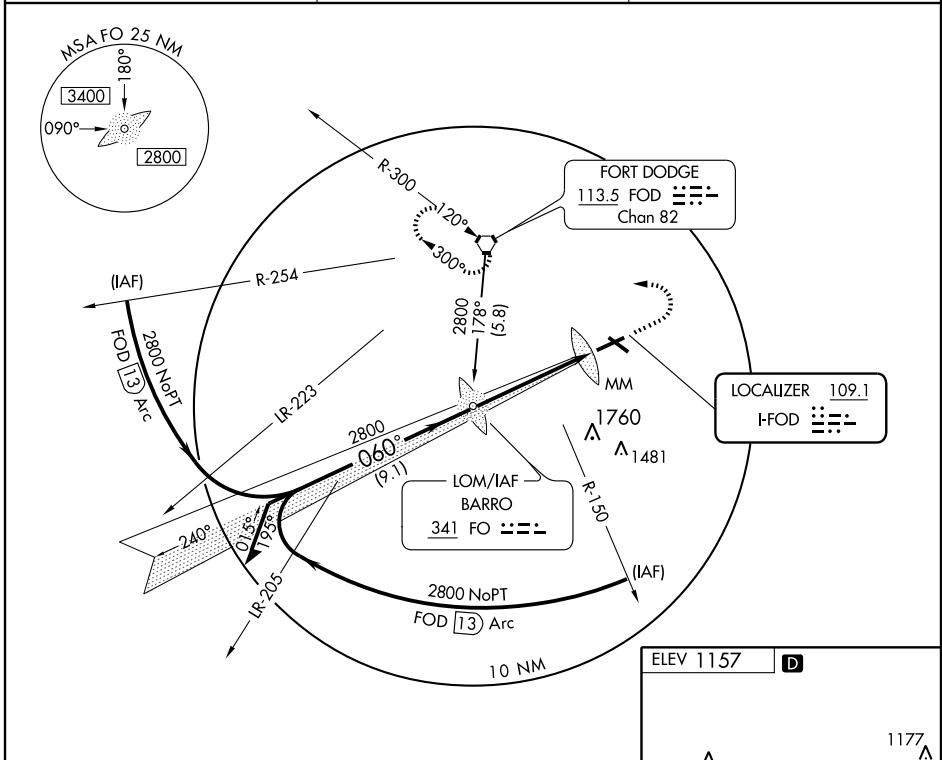 MSA FO 25 NM
180°
3400
090°
2800
R-300
120°
300°
FORT DODGE
113.5 FOD
Chan 82
(IAF)
R-254
2800 NoPT
FOD 13 Arc
2800
178°
(5.8)
LR-223
MM
LOCALIZER 109.1
I-FOD
1760
1481
2800
060°
(9.1)
LOM/IAF
BARRO
341 FO
R-150
240°
015°
195°
(IAF)
LR-205
2800 NoPT
FOD 13 Arc
10 NM
ELEV 1157 D
1177